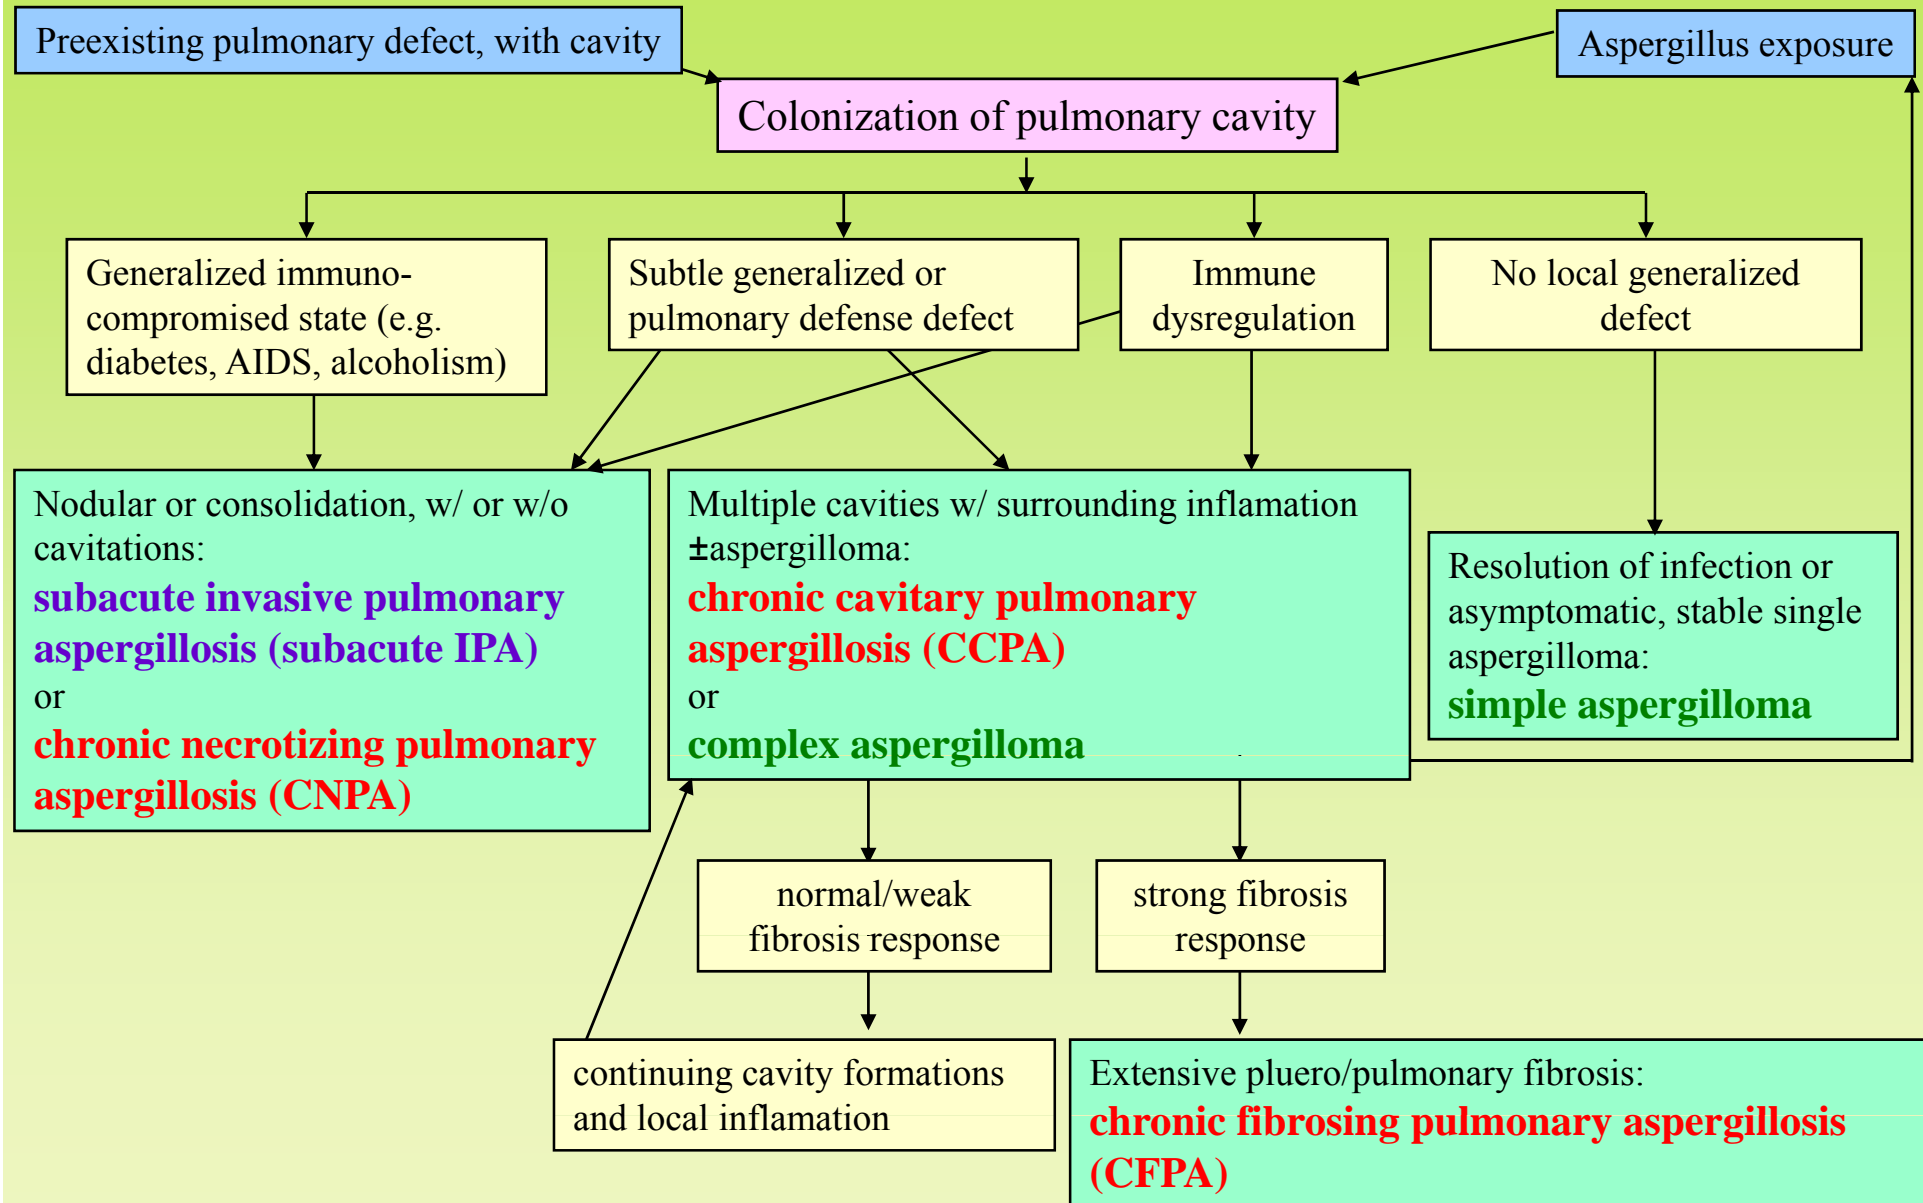 Preexisting pulmonary defect, with cavity
Aspergillus exposure
Colonization of pulmonary cavity
Generalized immuno-
compromised state (e.g.
diabetes, AIDS, alcoholism)
Subtle generalized or
pulmonary defense defect
Immune
dysregulation
No local generalized
defect
Nodular or consolidation, w/ or w/o
cavitations:
subacute invasive pulmonary
aspergillosis (subacute IPA)
or
chronic necrotizing pulmonary
aspergillosis (CNPA)
Multiple cavities w/ surrounding inflamation
±aspergilloma:
chronic cavitary pulmonary
aspergillosis (CCPA)
or
complex aspergilloma
Resolution of infection or
asymptomatic, stable single
aspergilloma:
simple aspergilloma
normal/weak
fibrosis response
strong fibrosis
response
continuing cavity formations
and local inflamation
Extensive pluero/pulmonary fibrosis:
chronic fibrosing pulmonary aspergillosis
(CFPA)